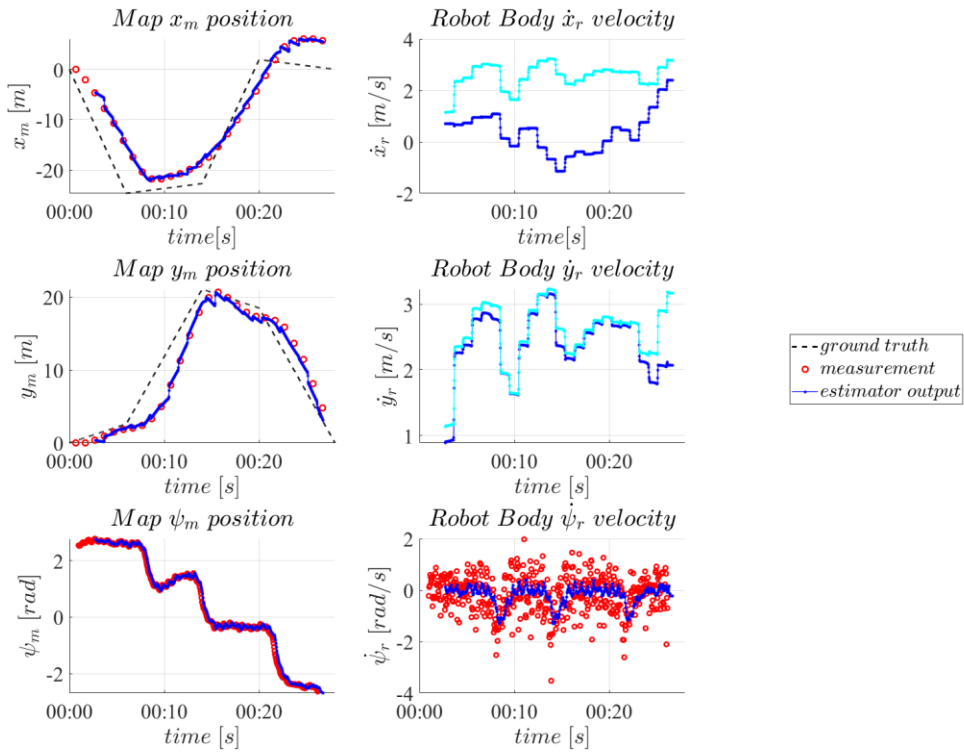 Map x_m position
x_m [m]
0
-10
-20
00:00 00:10 00:20
time[s]
Robot Body ẋ_r velocity
ẋ_r [m/s]
4
2
0
-2
00:10 00:20
time[s]
Map y_m position
y_m [m]
20
10
0
00:00 00:10 00:20
time [s]
Robot Body ẏ_r velocity
ẏ_r [m/s]
3
2
1
00:10 00:20
time [s]
ground truth
measurement
estimator output
Map ψ_m position
ψ_m [rad]
2
0
-2
00:00 00:10 00:20
time [s]
Robot Body ψ̇_r velocity
ψ̇_r [rad/s]
2
0
-2
-4
00:00 00:10 00:20
time [s]